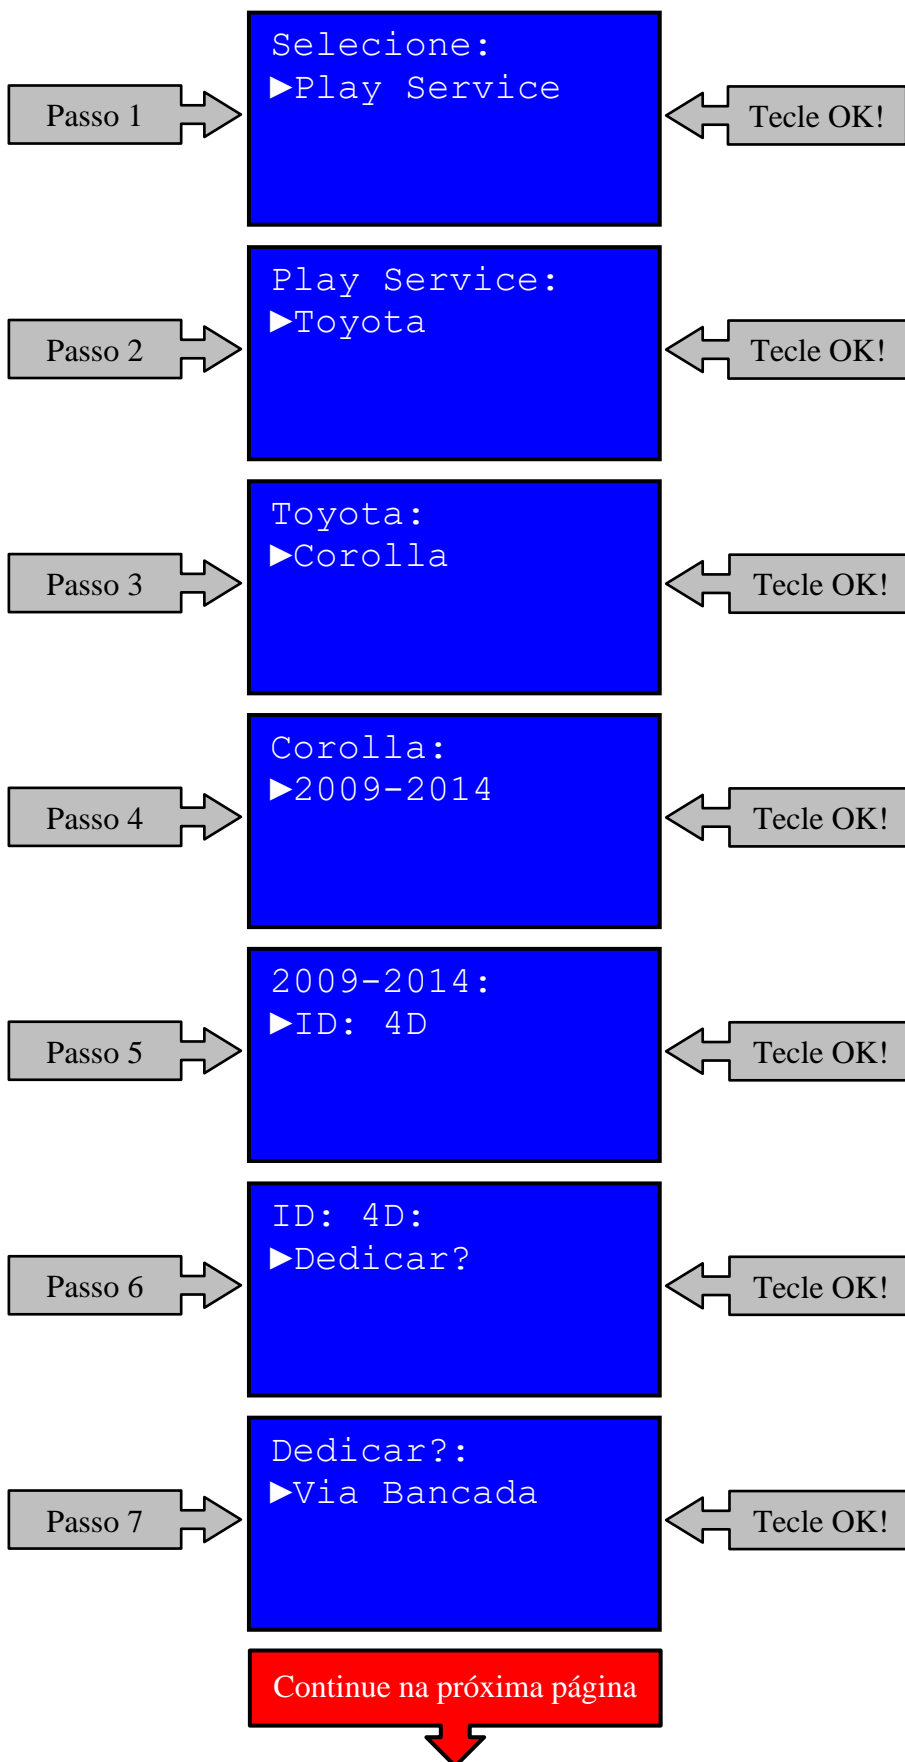 Selecione:
►Play Service
Passo 1
Tecle OK!
Play Service:
►Toyota
Passo 2
Tecle OK!
Toyota:
►Corolla
Passo 3
Tecle OK!
Corolla:
►2009-2014
Passo 4
Tecle OK!
2009-2014:
►ID: 4D
Passo 5
Tecle OK!
ID: 4D:
►Dedicar?
Passo 6
Tecle OK!
Dedicar?:
►Via Bancada
Passo 7
Tecle OK!
Continue na próxima página